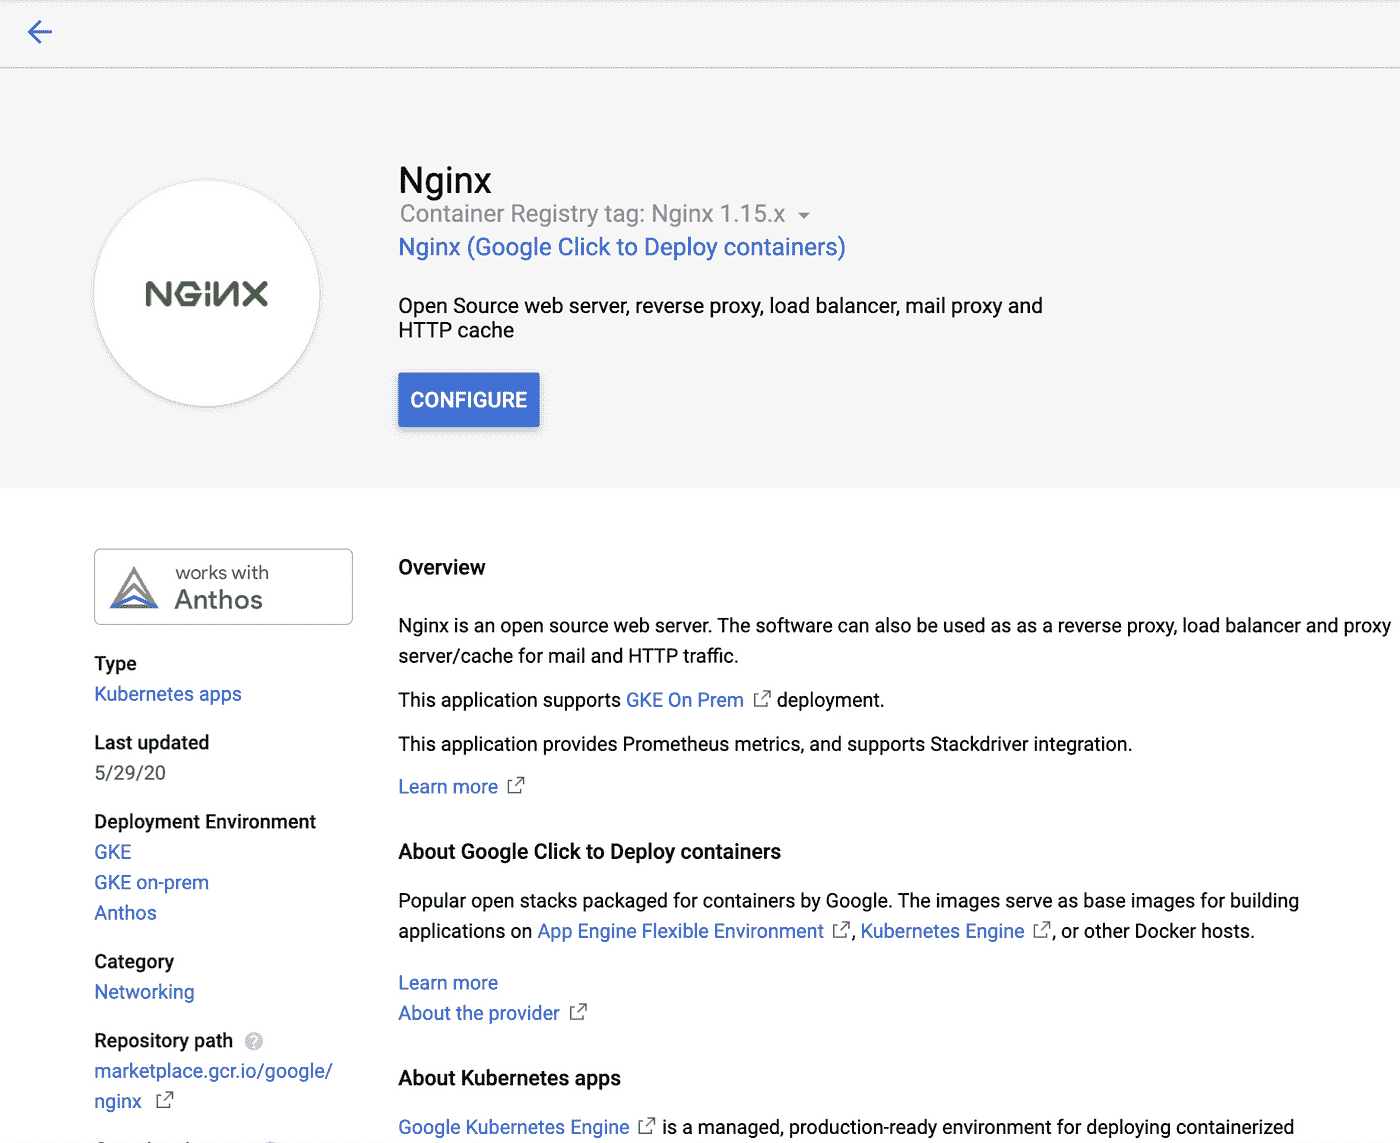 Nginx
Container Registry tag: Nginx 1.15.x
Nginx (Google Click to Deploy containers)
NGINX
Open Source web server, reverse proxy, load balancer, mail proxy and
HTTP cache
CONFIGURE
works with
Anthos
Type
Kubernetes apps
Last updated
5/29/20
Deployment Environment
GKE
GKE on-prem
Anthos
Category
Networking
Repository path
marketplace.gcr.io/google/
nginx
Overview
Nginx is an open source web server. The software can also be used as as a reverse proxy, load balancer and proxy
server/cache for mail and HTTP traffic.
This application supports GKE On Prem deployment.
This application provides Prometheus metrics, and supports Stackdriver integration.
Learn more
About Google Click to Deploy containers
Popular open stacks packaged for containers by Google. The images serve as base images for building
applications on App Engine Flexible Environment , Kubernetes Engine , or other Docker hosts.
Learn more
About the provider
About Kubernetes apps
Google Kubernetes Engine is a managed, production-ready environment for deploying containerized